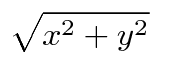 √(x² + y²)